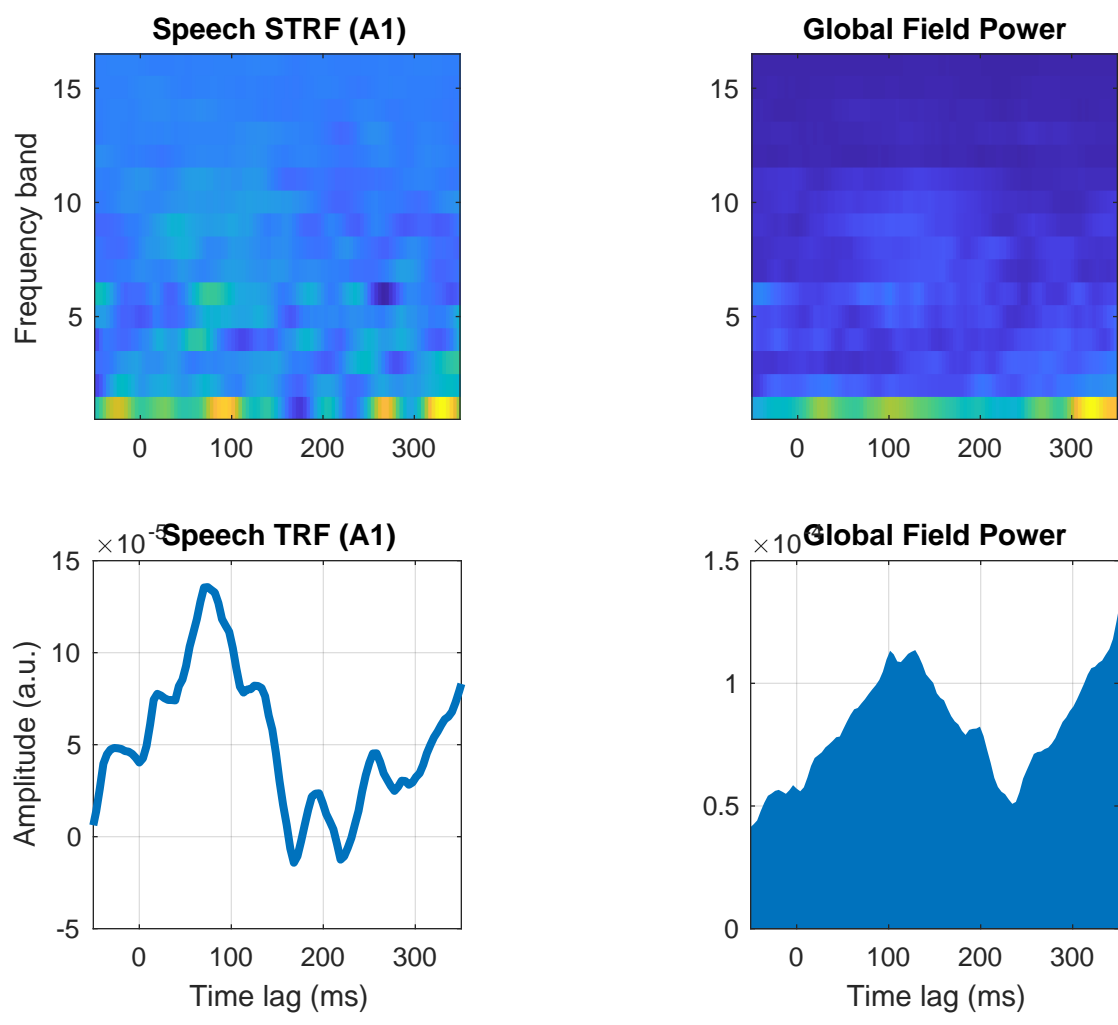 Speech STRF (A1)
Frequency band
15
10
5
0 100 200 300
Global Field Power
15
10
5
0 100 200 300
Speech TRF (A1)
×10^-5
Amplitude (a.u.)
15
10
5
0
-5
0 100 200 300
Time lag (ms)
Global Field Power
×10^-4
1.5
1
0.5
0
0 100 200 300
Time lag (ms)